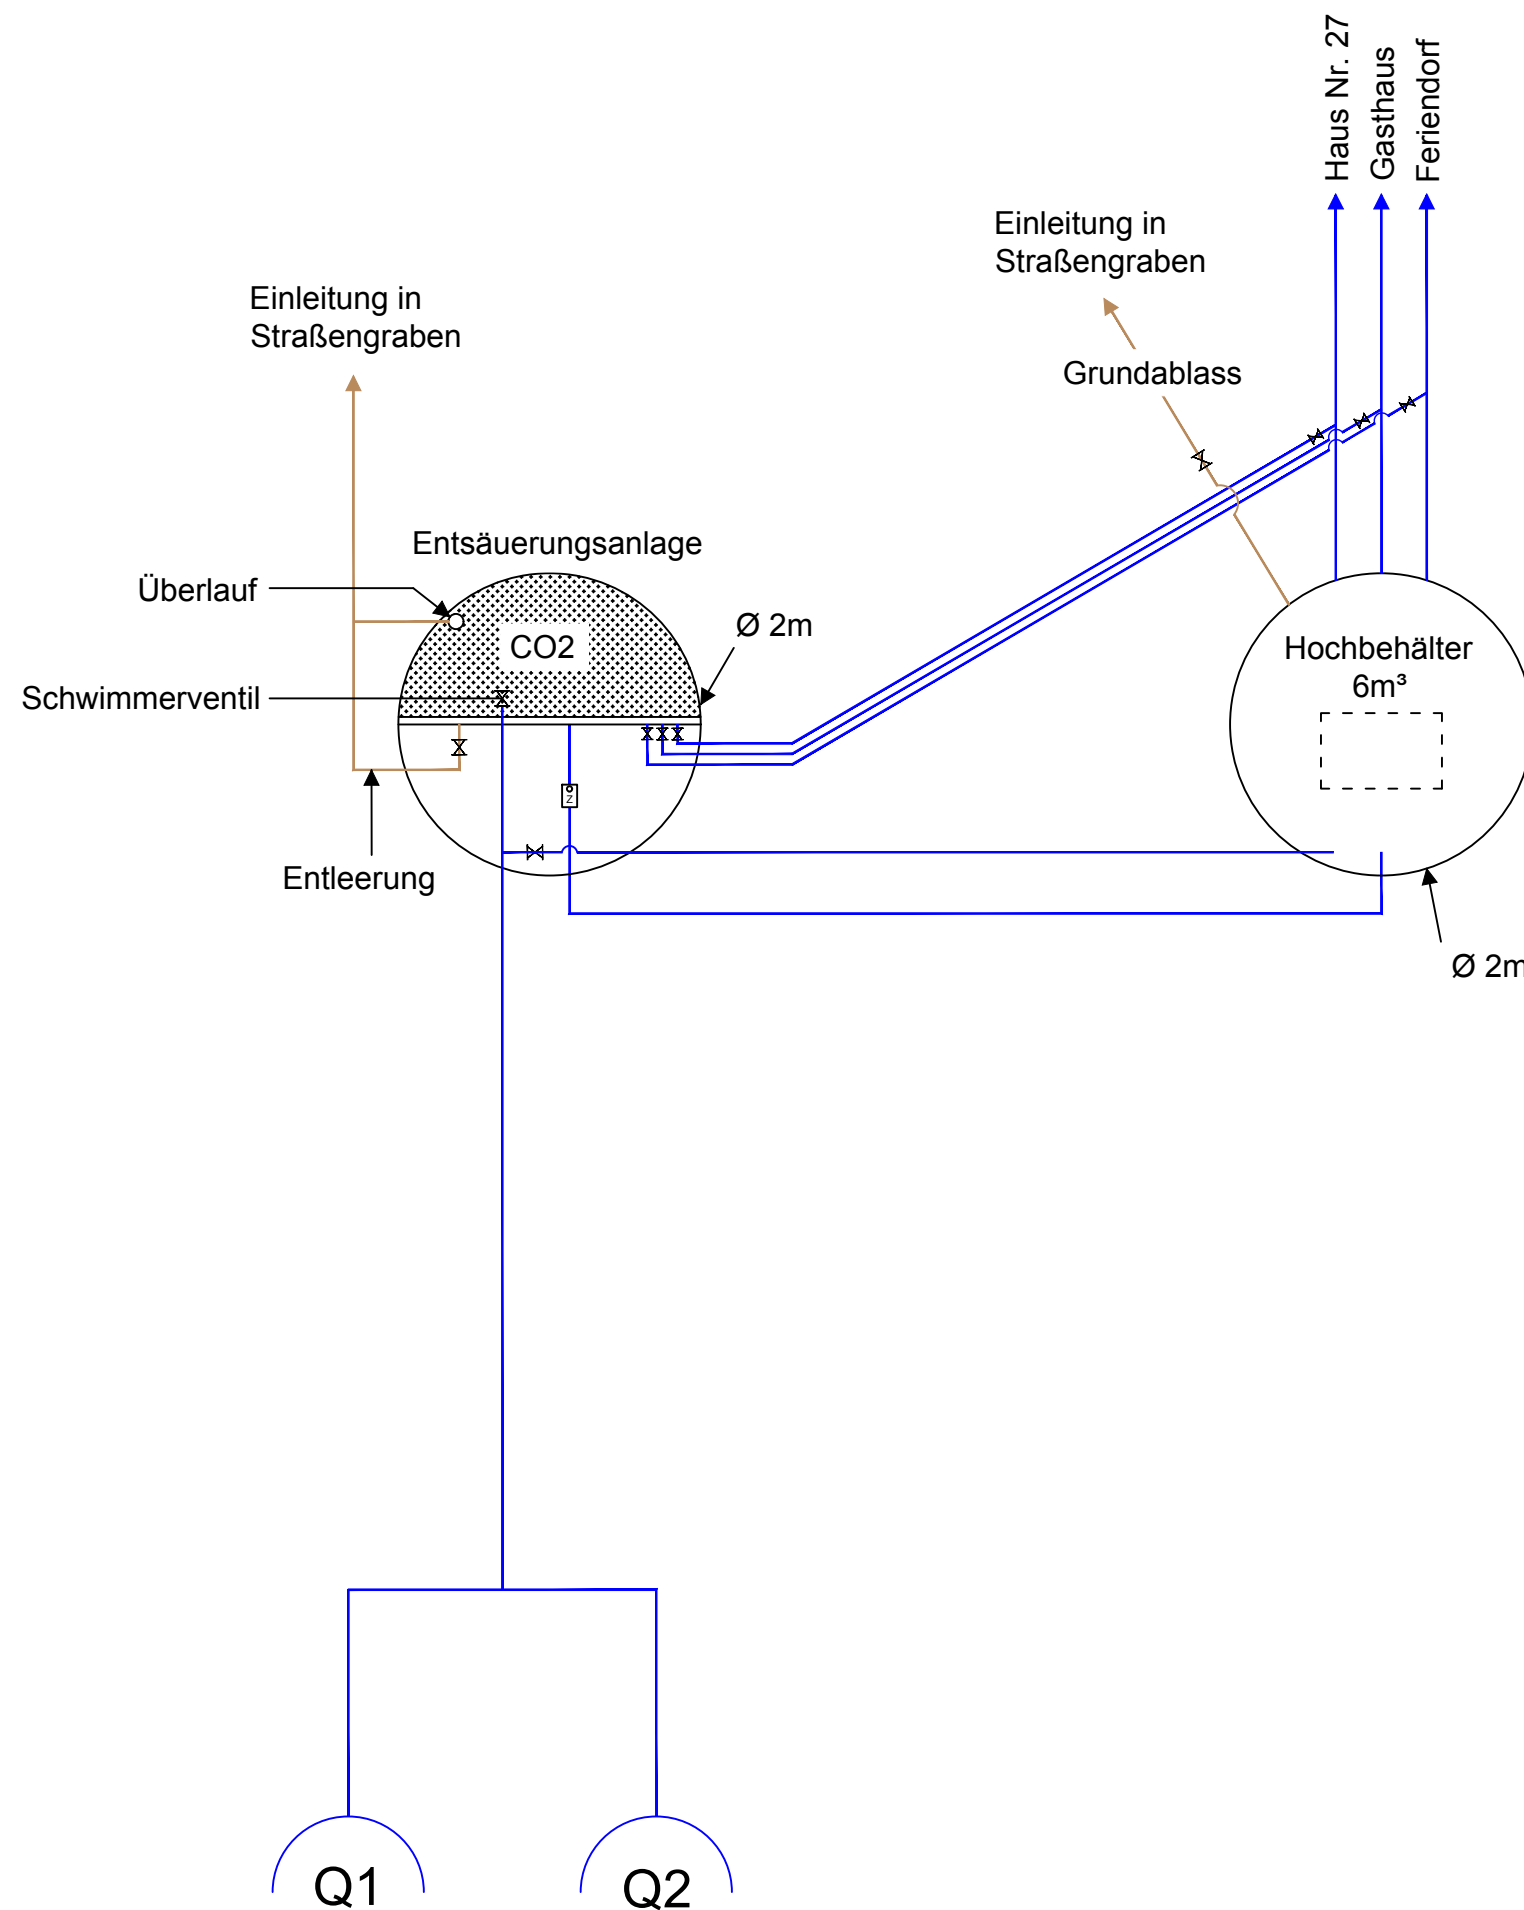 Haus Nr. 27
Gasthaus
Feriendorf
Einleitung in
Straßengraben
Einleitung in
Straßengraben
Grundablass
Entsäuerungsanlage
Überlauf
Ø 2m
CO2
Hochbehälter
6m³
Schwimmerventil
Z
Entleerung
Ø 2m
Q1
Q2